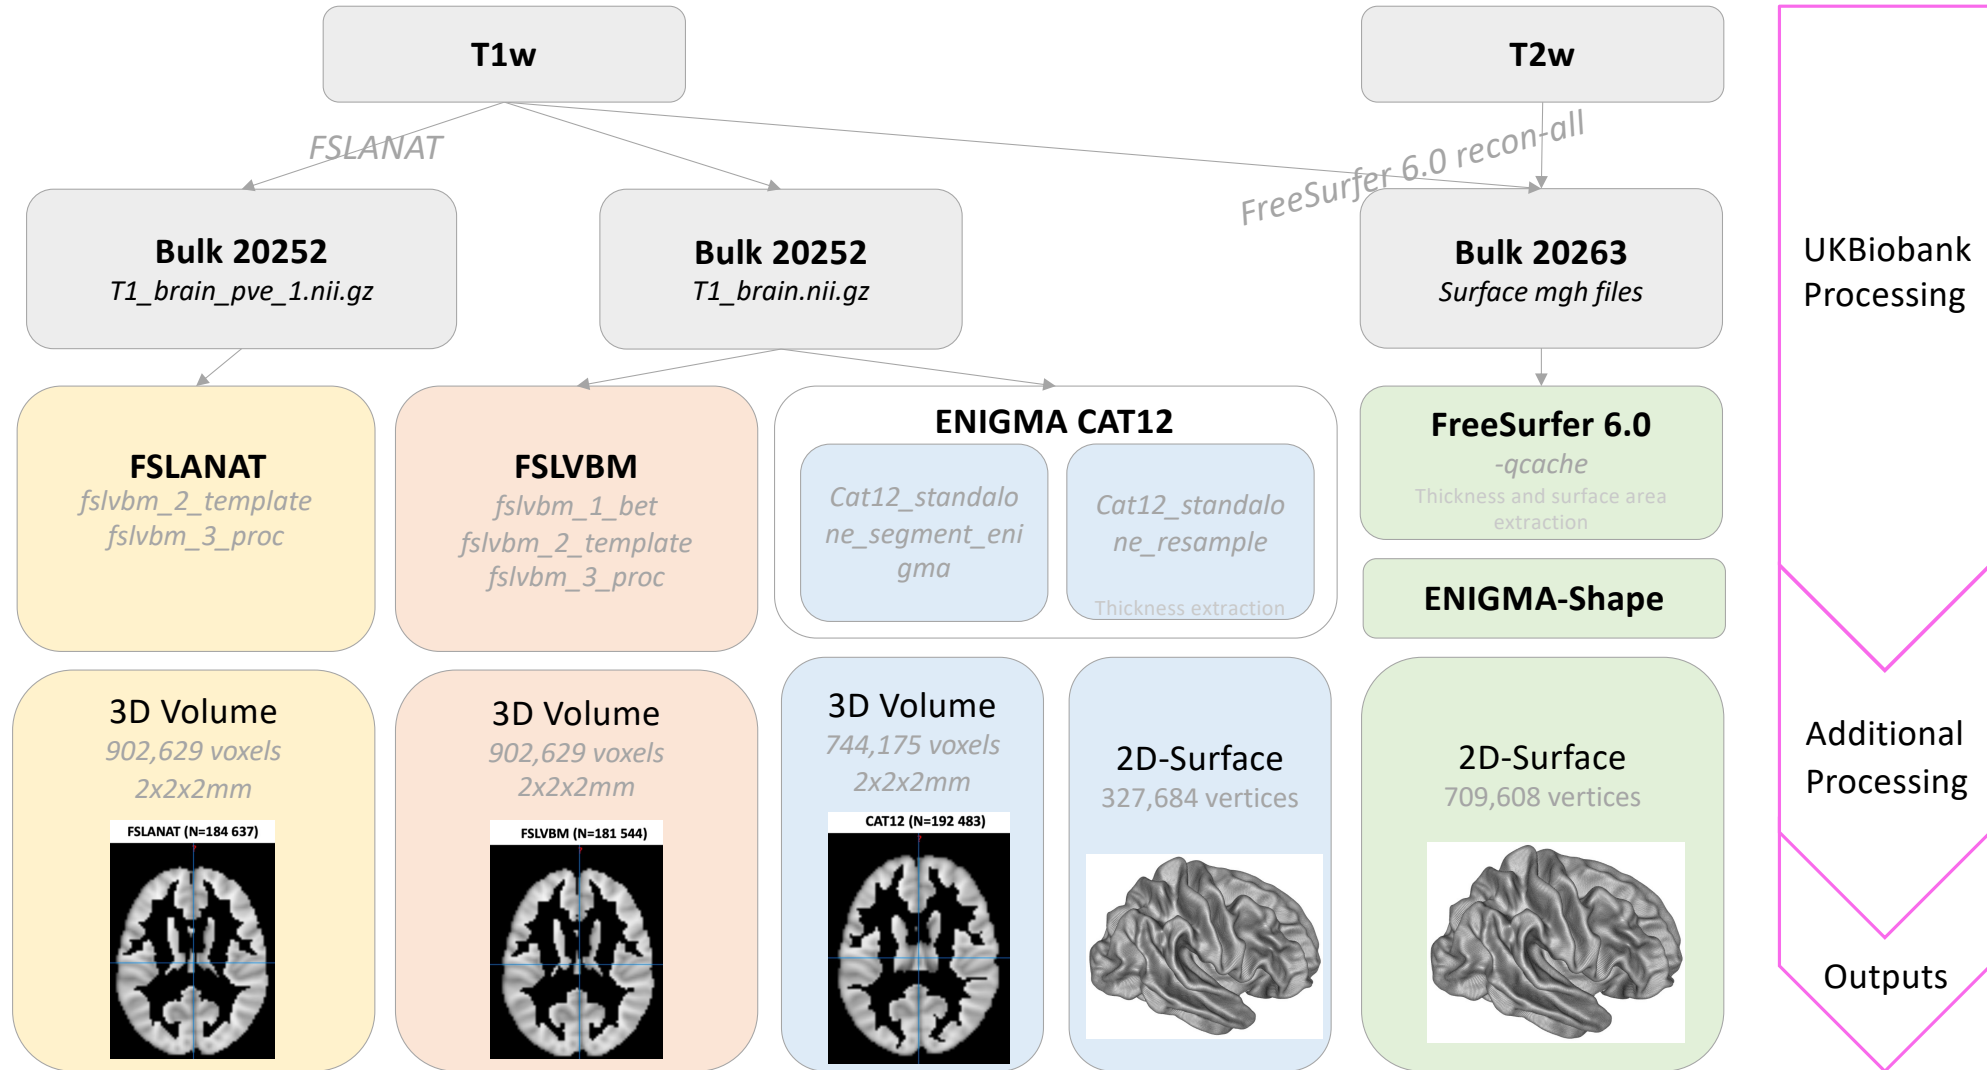 T1w
T2w
FSLANAT
FreeSurfer 6.0 recon-all
Bulk 20252
T1_brain_pve_1.nii.gz
Bulk 20252
T1_brain.nii.gz
Bulk 20263
Surface mgh files
UKBiobank
Processing
FSLANAT
fslvbm_2_template
fslvbm_3_proc
FSLVBM
fslvbm_1_bet
fslvbm_2_template
fslvbm_3_proc
ENIGMA CAT12
Cat12_standalo
ne_segment_eni
gma
Cat12_standalo
ne_resample
Thickness extraction
FreeSurfer 6.0
-qcache
Thickness and surface area
extraction
ENIGMA-Shape
3D Volume
902,629 voxels
2x2x2mm
FSLANAT (N=184 637)
3D Volume
902,629 voxels
2x2x2mm
FSLVBM (N=181 544)
3D Volume
744,175 voxels
2x2x2mm
CAT12 (N=192 483)
2D-Surface
327,684 vertices
2D-Surface
709,608 vertices
Additional
Processing
Outputs